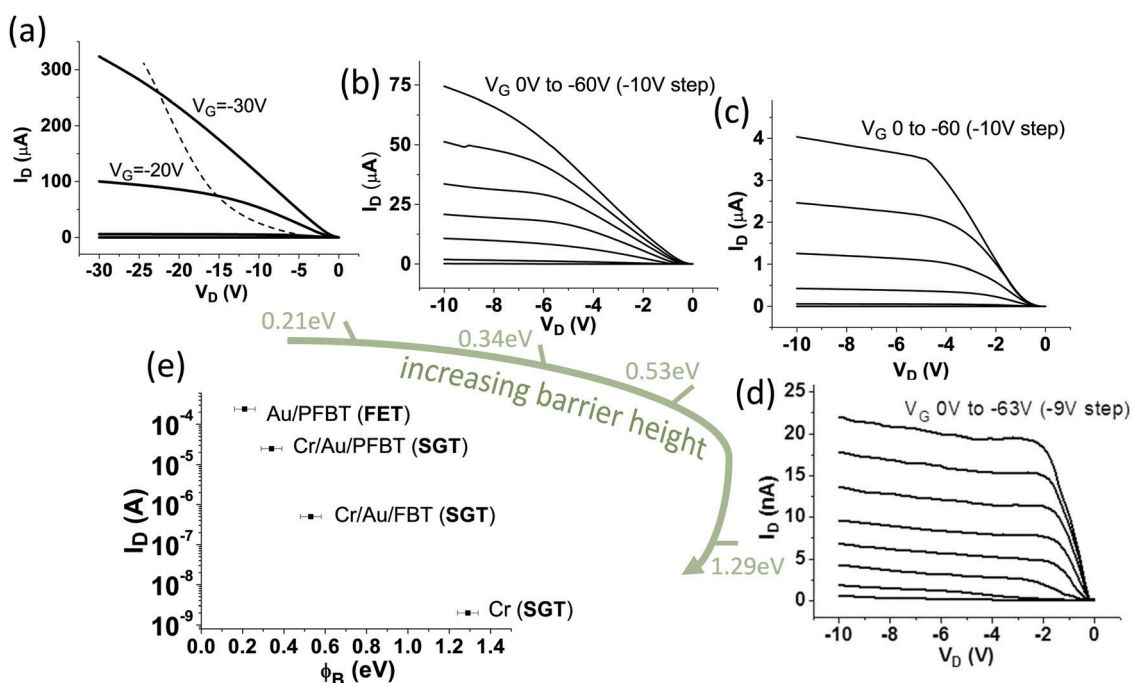 (a)
I_D (μA)
300
200
100
0
V_G=-30V
V_G=-20V
-30 -25 -20 -15 -10 -5 0
V_D (V)
(b)
V_G 0V to -60V (-10V step)
I_D (μA)
75
50
25
0
-10 -8 -6 -4 -2 0
V_D (V)
(c)
V_G 0 to -60 (-10V step)
I_D (μA)
4
3
2
1
0
-10 -8 -6 -4 -2 0
V_D (V)
0.21eV
0.34eV
0.53eV
1.29eV
increasing barrier height
(d)
V_G 0V to -63V (-9V step)
I_D (nA)
25
20
15
10
5
0
-10 -8 -6 -4 -2 0
V_D (V)
(e)
I_D (A)
10^-4
10^-5
10^-6
10^-7
10^-8
10^-9
Au/PFBT (FET)
Cr/Au/PFBT (SGT)
Cr/Au/FBT (SGT)
Cr (SGT)
0.0 0.2 0.4 0.6 0.8 1.0 1.2 1.4
ϕ_B (eV)